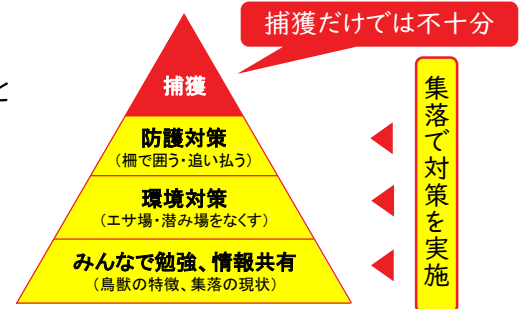 捕獲だけでは不十分
と
捕獲
防護対策
（柵で囲う・追い払う）
環境対策
（エサ場・潜み場をなくす）
みんなで勉強、情報共有
（鳥獣の特徴、集落の現状）
集落で対策を実施